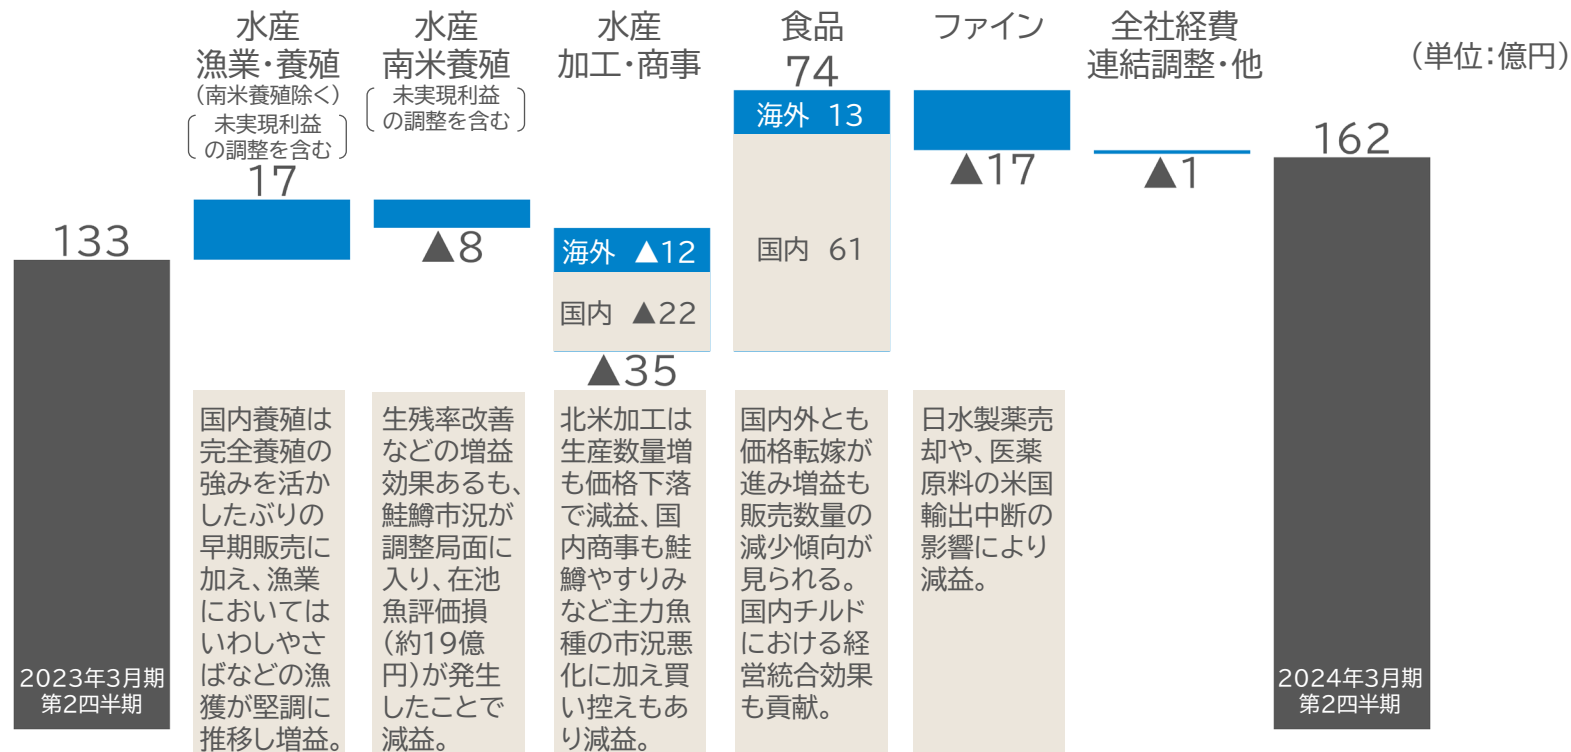 水産
漁業・養殖
(南米養殖除く)
未実現利益
の調整を含む
17
水産
南米養殖
未実現利益
の調整を含む
▲8
水産
加工・商事
海外 ▲12
国内 ▲22
▲35
食品
74
海外 13
国内 61
ファイン
▲17
全社経費
連結調整・他
▲1
(単位:億円)
133
2023年3月期
第2四半期
162
2024年3月期
第2四半期
国内養殖は
完全養殖の
強みを活か
したぶりの
早期販売に
加え、漁業
においては
いわしやさ
ばなどの漁
獲が堅調に
推移し増益。
生残率改善
などの増益
効果あるも、
鮭鱒市況が
調整局面に
入り、在池
魚評価損
(約19億
円)が発生
したことで
減益。
北米加工は
生産数量増
も価格下落
で減益、国
内商事も鮭
鱒やすりみ
など主力魚
種の市況悪
化に加え買
い控えもあ
り減益。
国内外とも
価格転嫁が
進み増益も
販売数量の
減少傾向が
見られる。
国内チルド
における経
営統合効果
も貢献。
日水製薬売
却や、医薬
原料の米国
輸出中断の
影響により
減益。